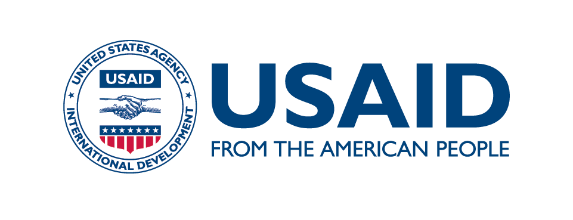 UNITED STATES AGENCY
USAID
INTERNATIONAL DEVELOPMENT
USAID
FROM THE AMERICAN PEOPLE